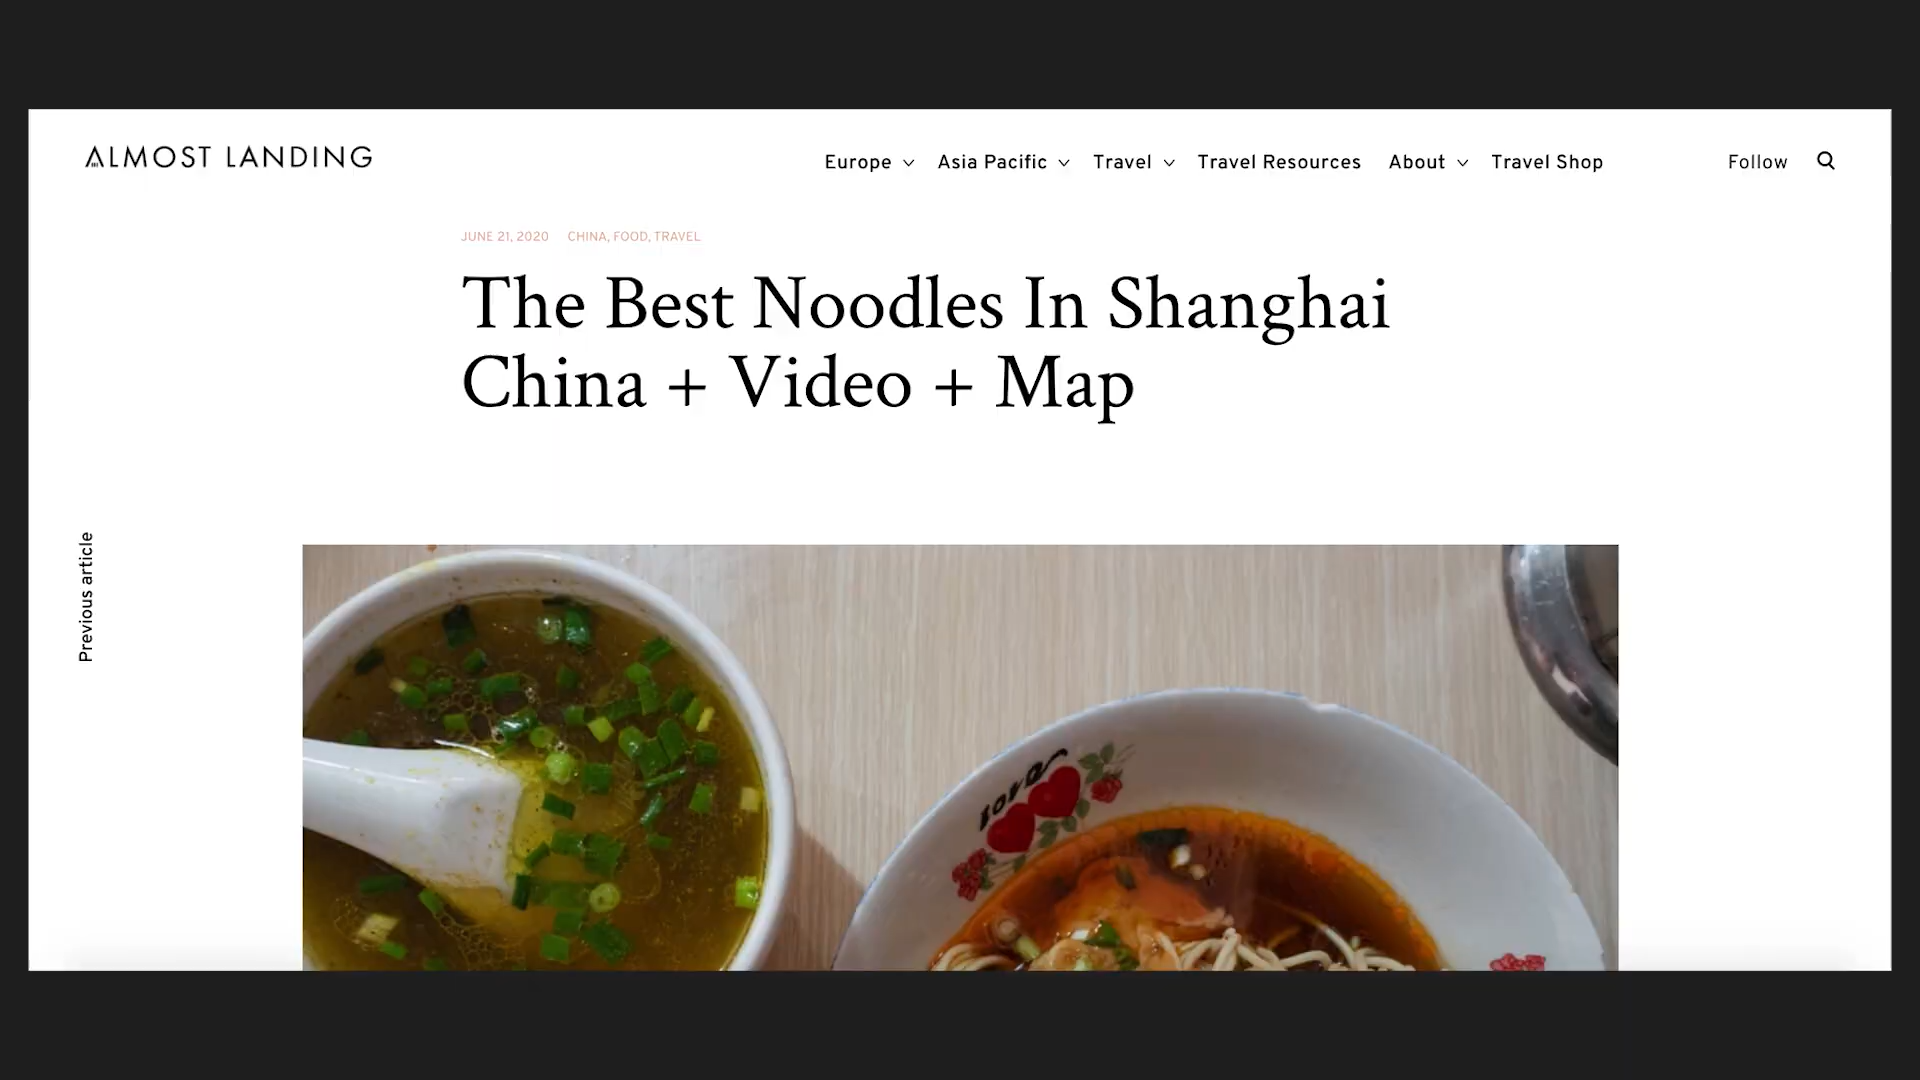 ALMOST LANDING
Europe Asia Pacific Travel Travel Resources About Travel Shop Follow
JUNE 21, 2020 CHINA, FOOD, TRAVEL
The Best Noodles In Shanghai
China + Video + Map
Previous article
love